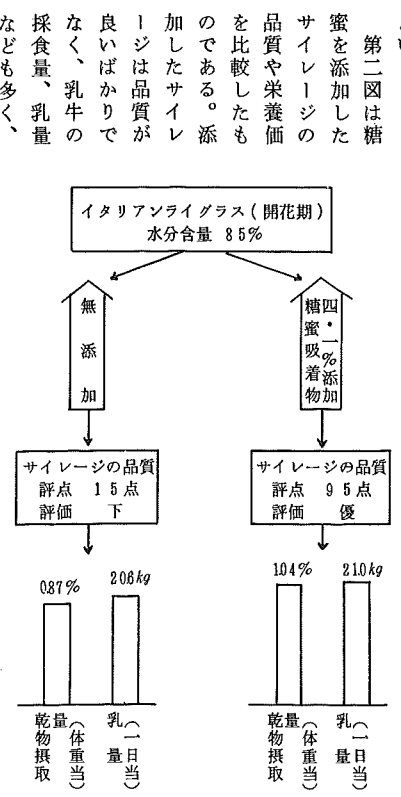 第二図は糖
蜜を添加した
サイレージの
品質や栄養価
を比較したも
のである。添
加したサイレ
ージは品質が
良いばかりで
なく、乳牛の
採食量、乳量
なども多く、
イタリアンライグラス(開花期)
水分含量 85%
無添加
四・一%添加
糖蜜吸着物
サイレージの品質
評点 15点
評価 下
サイレージの品質
評点 95点
評価 優
0.87%
20.6kg
1.04%
21.0kg
乾物摂取
量(体重当)
乳量
(一日当)
乾物摂取
量(体重当)
乳量
(一日当)